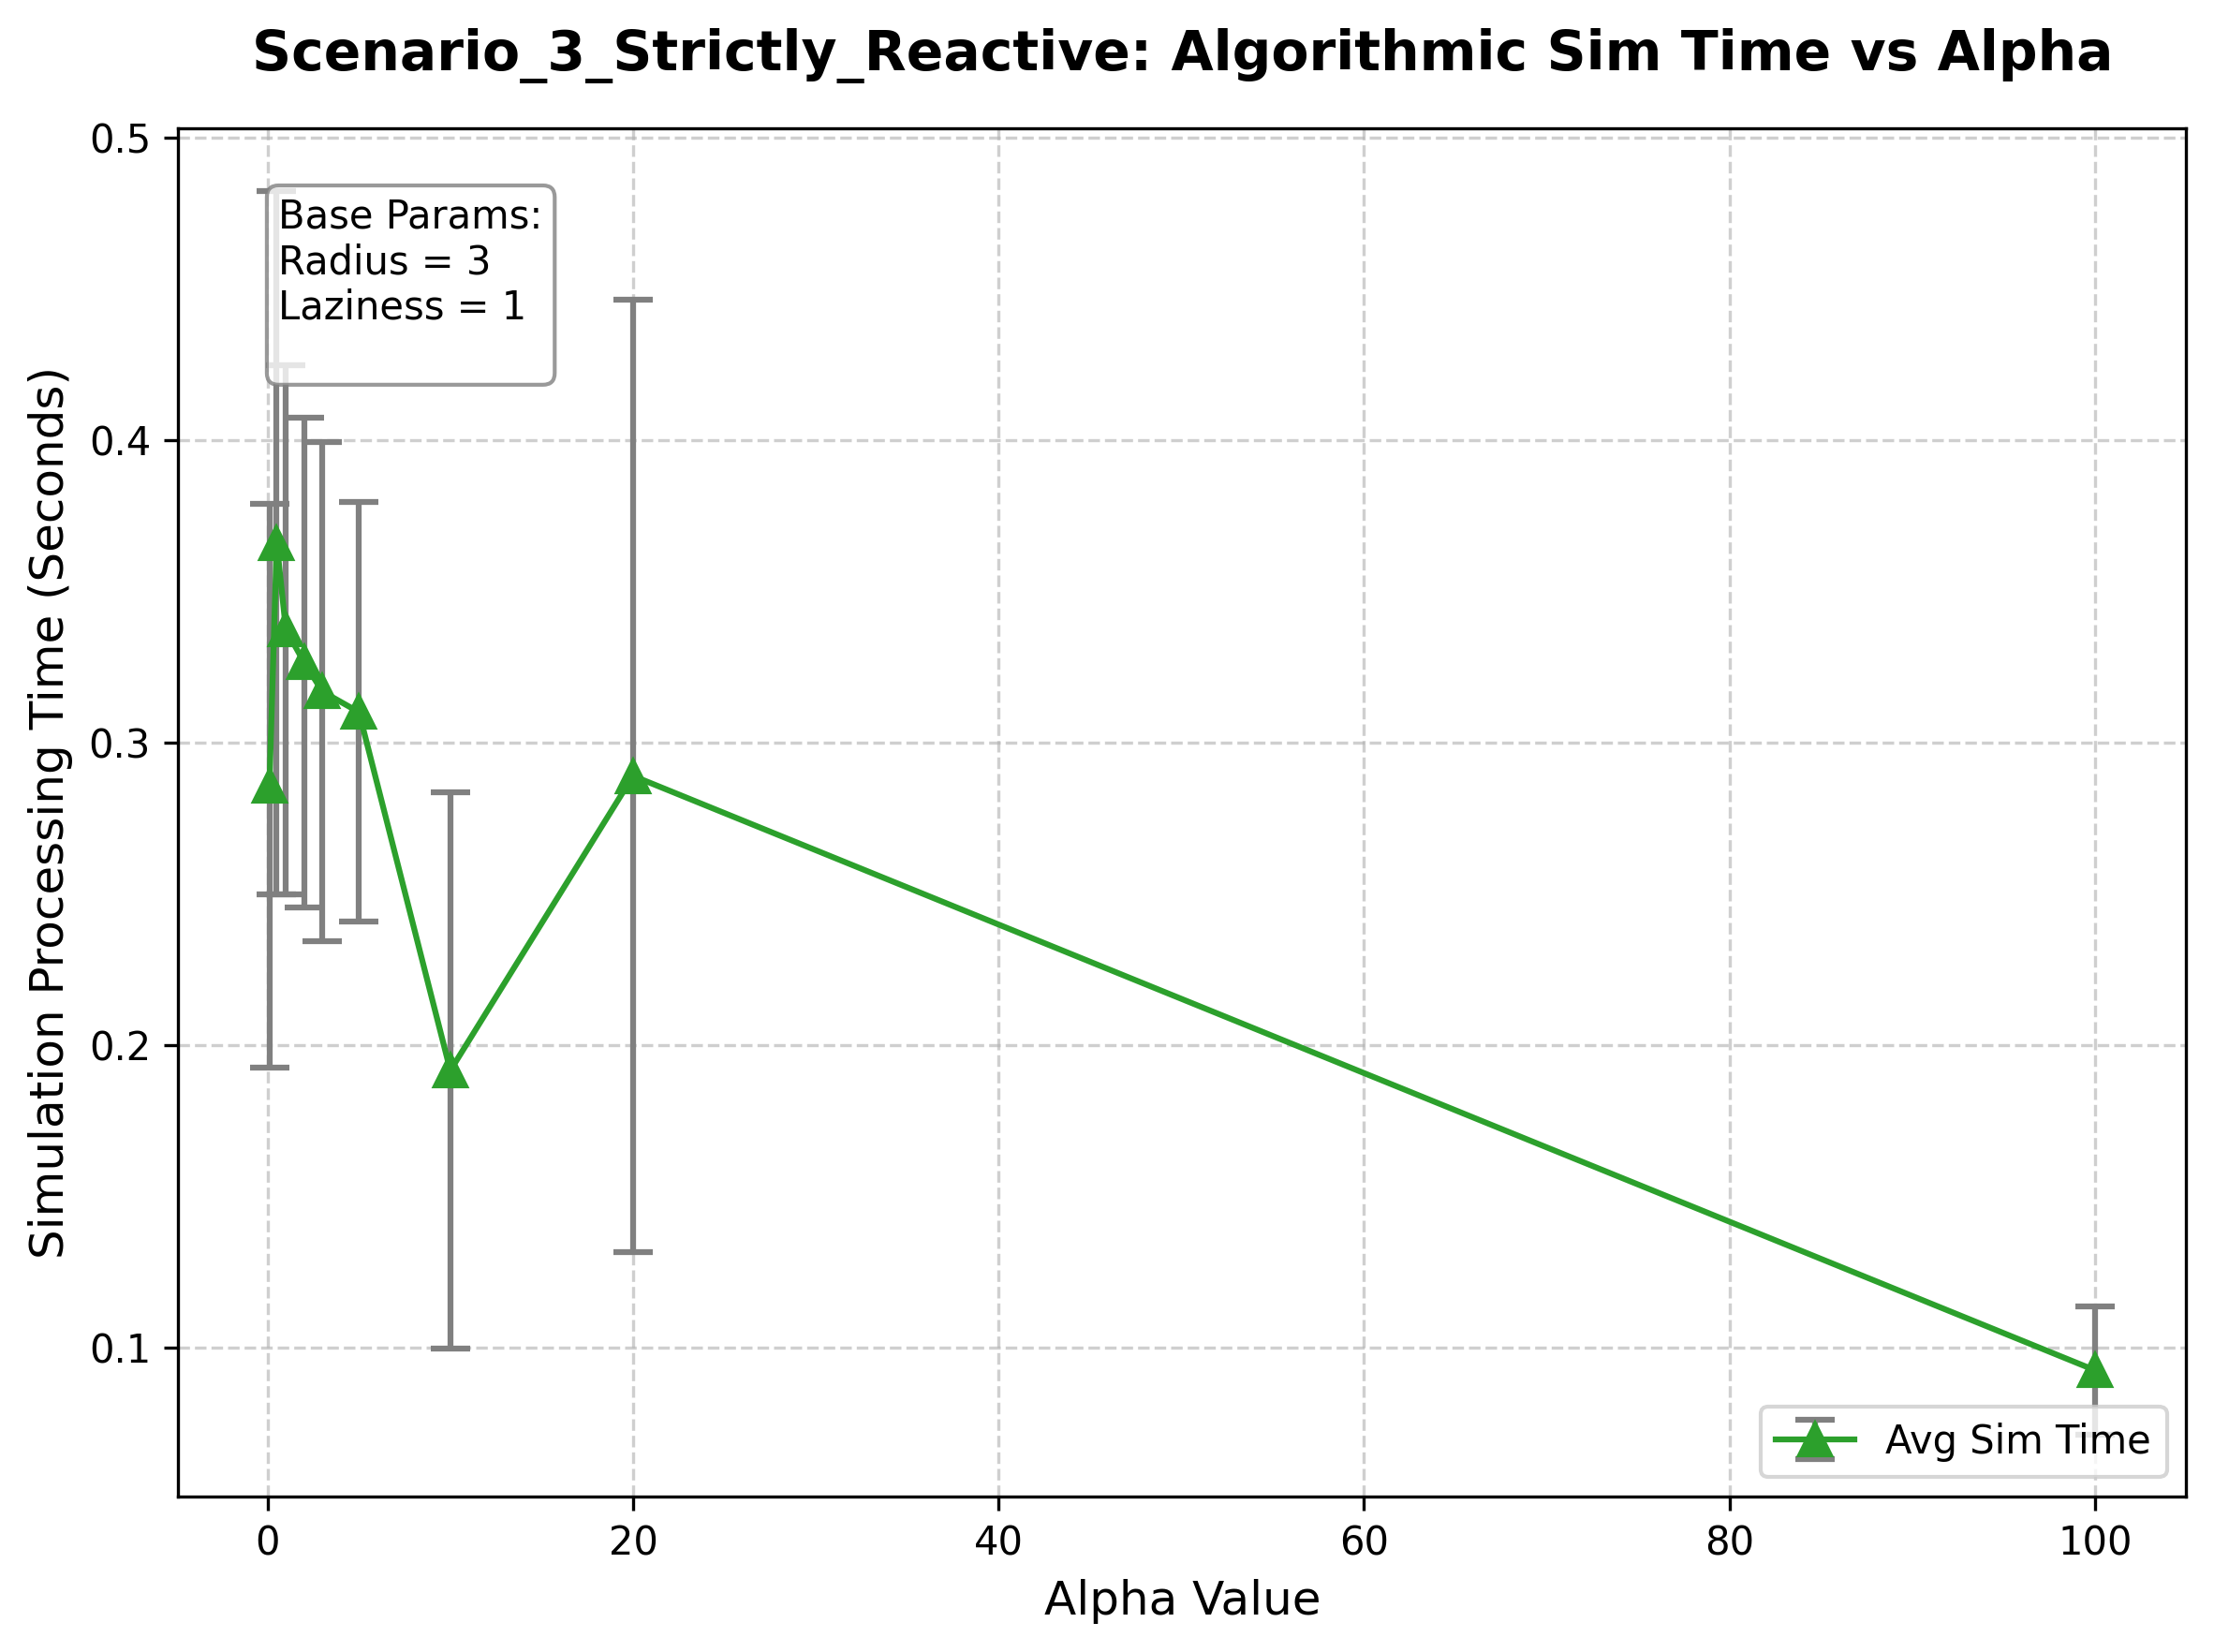 Scenario_3_Strictly_Reactive: Algorithmic Sim Time vs Alpha
Simulation Processing Time (Seconds)
0.5
0.4
0.3
0.2
0.1
Base Params:
Radius = 3
Laziness = 1
Avg Sim Time
0
20
40
60
80
100
Alpha Value